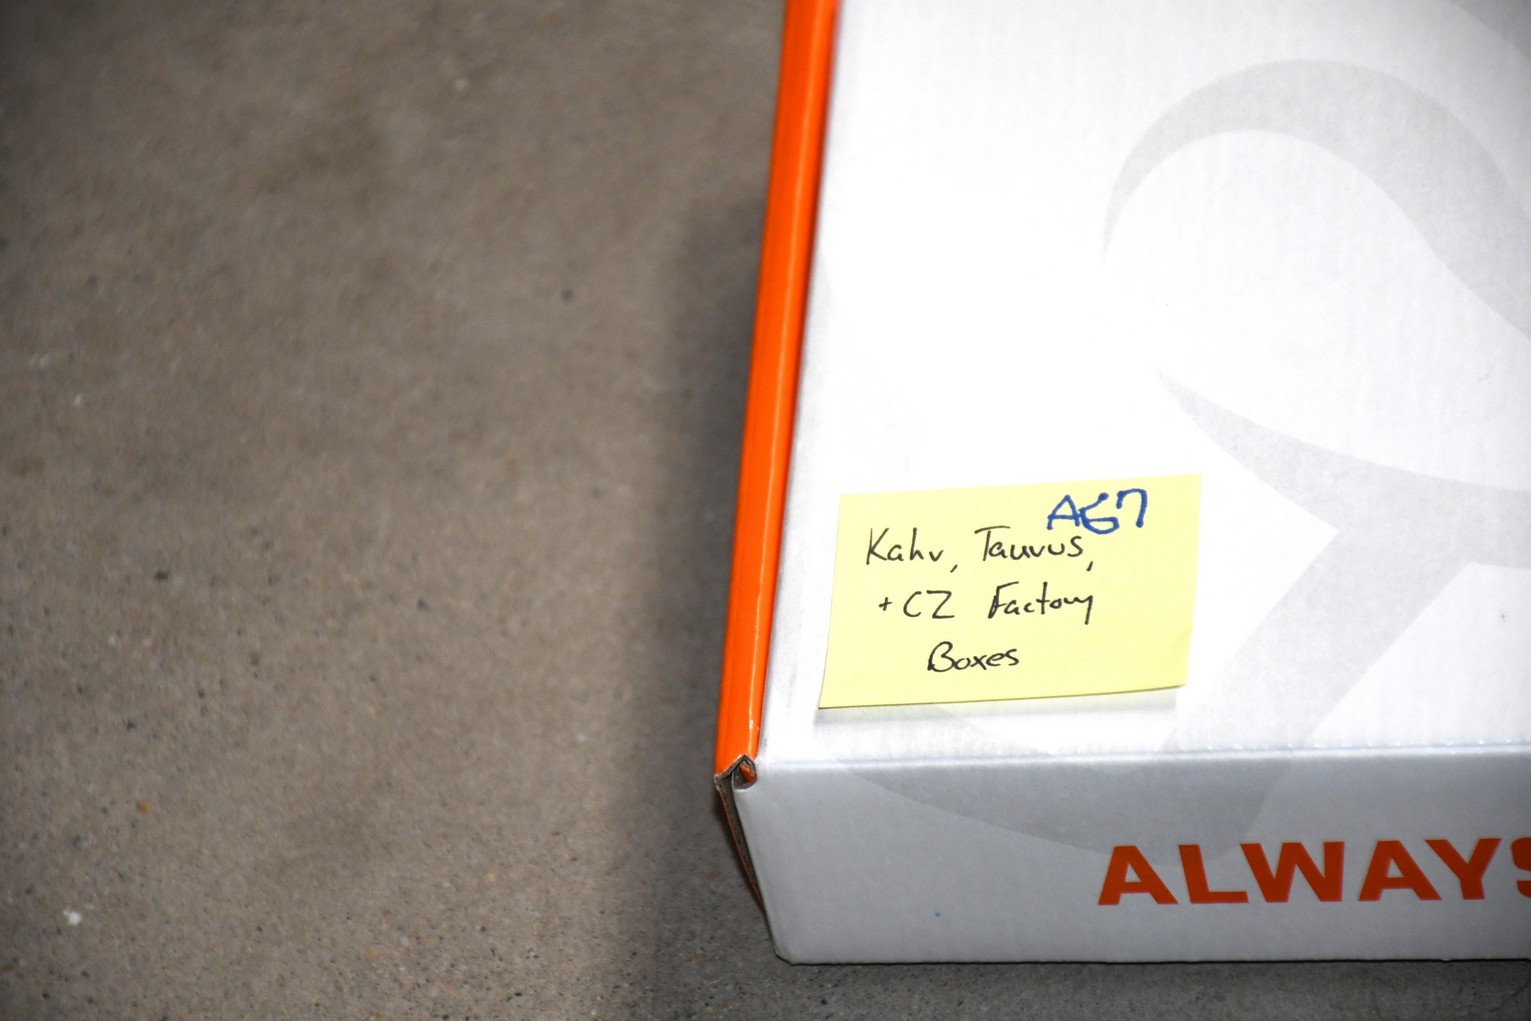 AG7
Kahr, Taurus,
+ CZ Factory
Boxes
ALWAYS